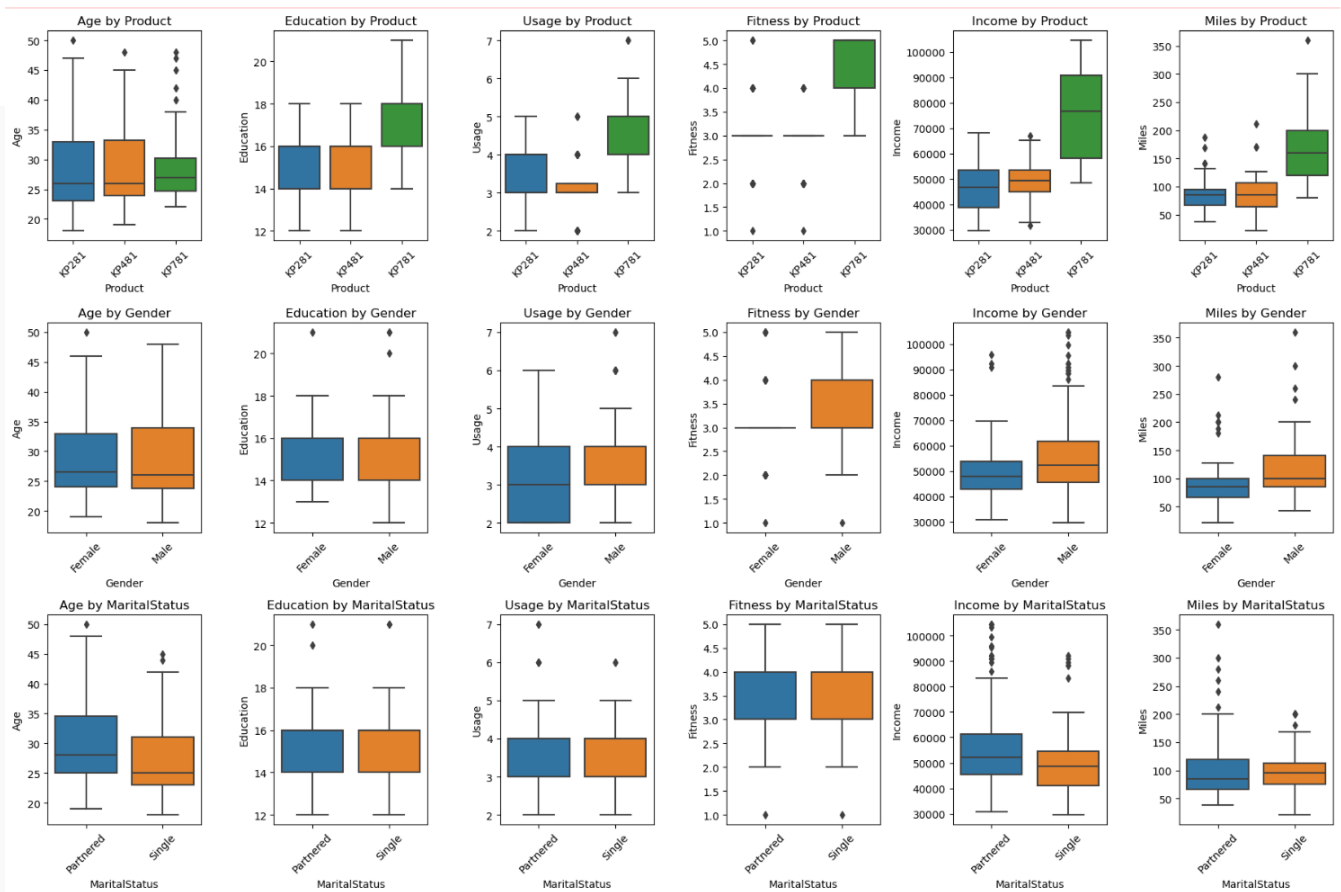 Age by Product
50
45
40
35
30
25
20
Age
KP281
KP481
KP781
Product
Education by Product
20
18
16
14
12
Education
KP281
KP481
KP781
Product
Usage by Product
7
6
5
4
3
2
Usage
KP281
KP481
KP781
Product
Fitness by Product
5.0
4.5
4.0
3.5
3.0
2.5
2.0
1.5
1.0
Fitness
KP281
KP481
KP781
Product
Income by Product
100000
90000
80000
70000
60000
50000
40000
30000
Income
KP281
KP481
KP781
Product
Miles by Product
350
300
250
200
150
100
50
Miles
KP281
KP481
KP781
Product
Age by Gender
50
45
40
35
30
25
20
Age
Female
Male
Gender
Education by Gender
20
18
16
14
12
Education
Female
Male
Gender
Usage by Gender
7
6
5
4
3
2
Usage
Female
Male
Gender
Fitness by Gender
5.0
4.5
4.0
3.5
3.0
2.5
2.0
1.5
1.0
Fitness
Female
Male
Gender
Income by Gender
100000
90000
80000
70000
60000
50000
40000
30000
Income
Female
Male
Gender
Miles by Gender
350
300
250
200
150
100
50
Miles
Female
Male
Gender
Age by MaritalStatus
50
45
40
35
30
25
20
Age
Partnered
Single
MaritalStatus
Education by MaritalStatus
20
18
16
14
12
Education
Partnered
Single
MaritalStatus
Usage by MaritalStatus
7
6
5
4
3
2
Usage
Partnered
Single
MaritalStatus
Fitness by MaritalStatus
5.0
4.5
4.0
3.5
3.0
2.5
2.0
1.5
1.0
Fitness
Partnered
Single
MaritalStatus
Income by MaritalStatus
100000
90000
80000
70000
60000
50000
40000
30000
Income
Partnered
Single
MaritalStatus
Miles by MaritalStatus
350
300
250
200
150
100
50
Miles
Partnered
Single
MaritalStatus